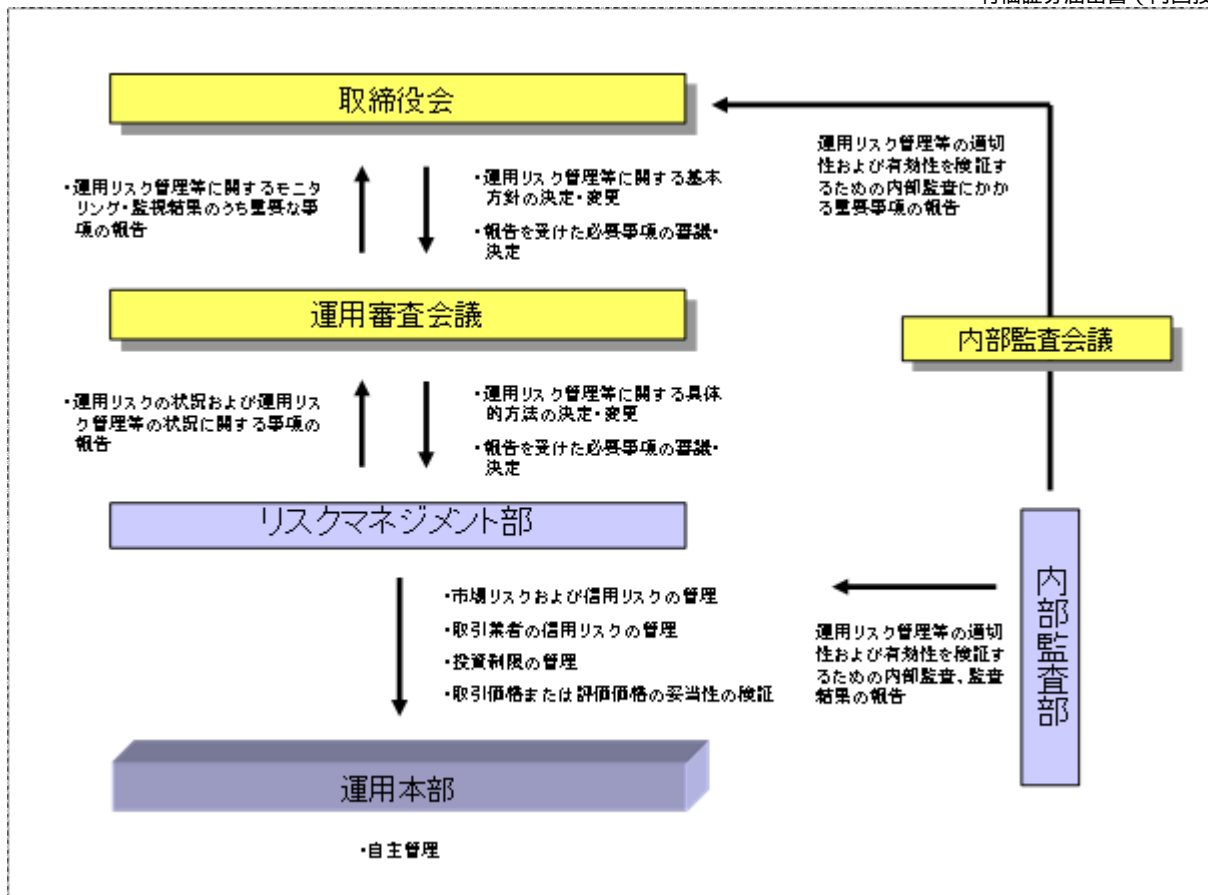 取締役会
・運用リスク管理等に関するモニタ
リング・監視結果のうち重要な事
項の報告
・運用リスク管理等に関する基本
方針の決定・変更
・報告を受けた必要事項の審議・
決定
運用リスク管理等の適切
性および有効性を検証す
るための内部監査にかか
る重要事項の報告
運用審査会議
内部監査会議
・運用リスクの状況および運用リス
ク管理等の状況に関する事項の
報告
・運用リスク管理等に関する具体
的方法の決定・変更
・報告を受けた必要事項の審議・
決定
リスクマネジメント部
・市場リスクおよび信用リスクの管理
・取引業者の信用リスクの管理
・投資制限の管理
・取引価格または評価価格の妥当性の検証
運用リスク管理等の適切
性および有効性を検証す
るための内部監査、監査
結果の報告
内部監査部
運用本部
・自主管理